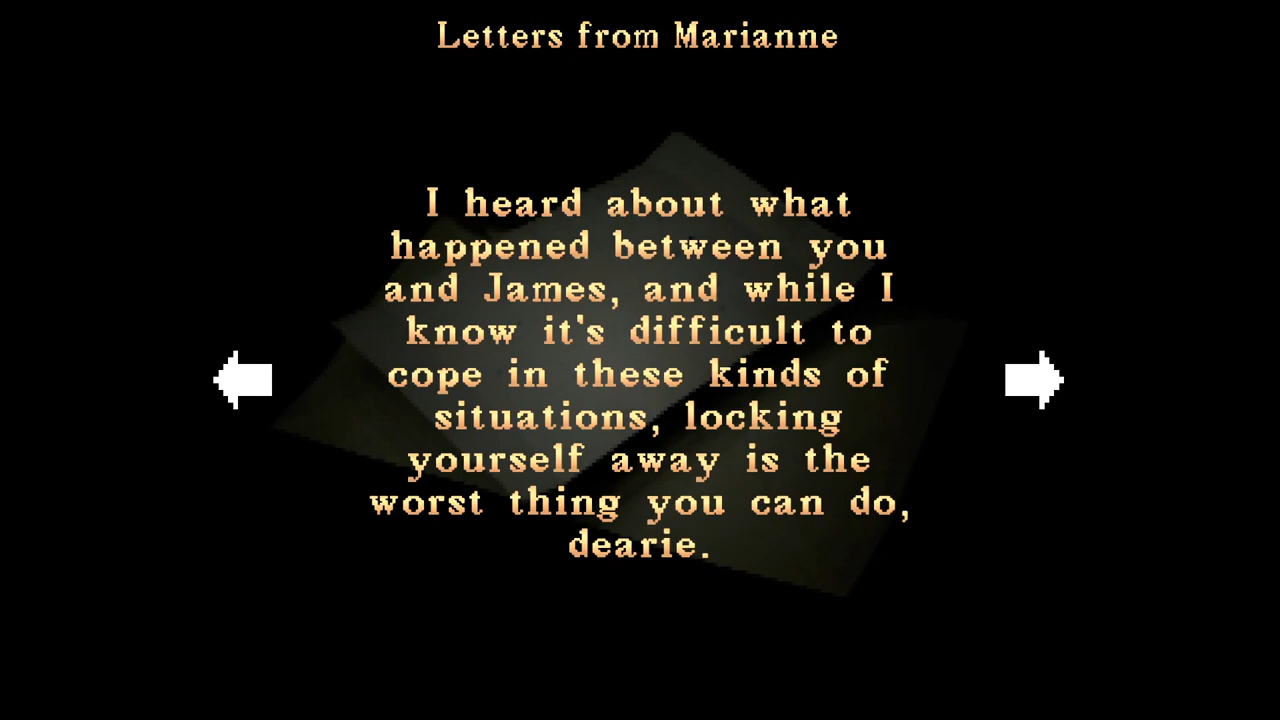 Letters from Marianne
I heard about what
happened between you
and James, and while I
know it's difficult to
cope in these kinds of
situations, locking
yourself away is the
worst thing you can do,
dearie.